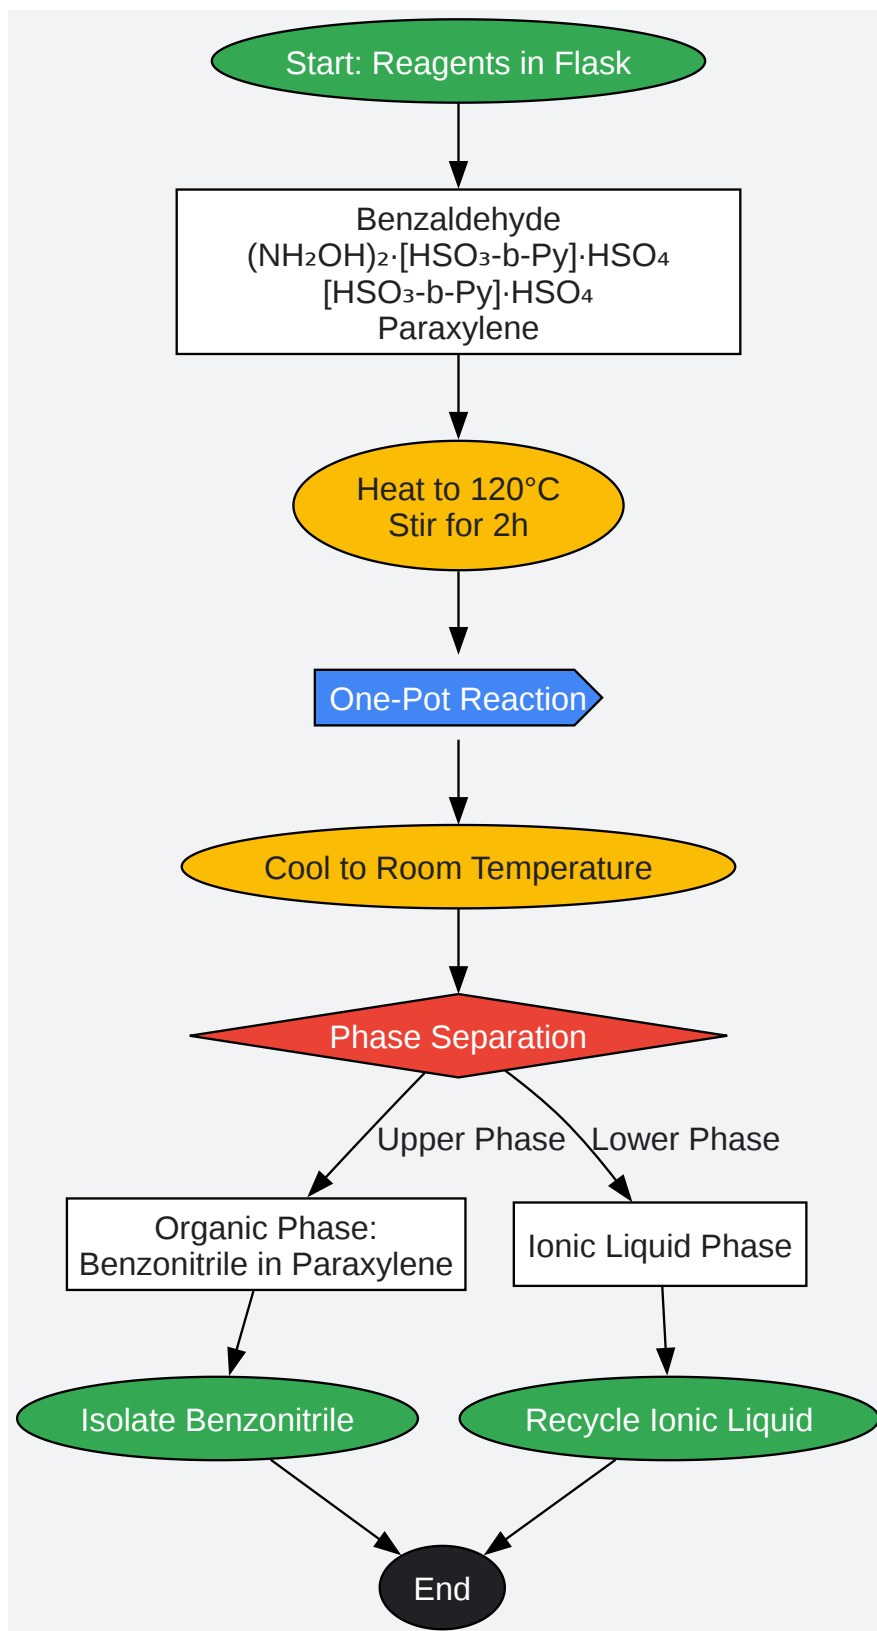 Start: Reagents in Flask
Benzaldehyde
(NH₂OH)₂·[HSO₃-b-Py]·HSO₄
[HSO₃-b-Py]·HSO₄
Paraxylene
Heat to 120°C
Stir for 2h
One-Pot Reaction
Cool to Room Temperature
Phase Separation
Upper Phase
Lower Phase
Organic Phase:
Benzonitrile in Paraxylene
Ionic Liquid Phase
Isolate Benzonitrile
Recycle Ionic Liquid
End